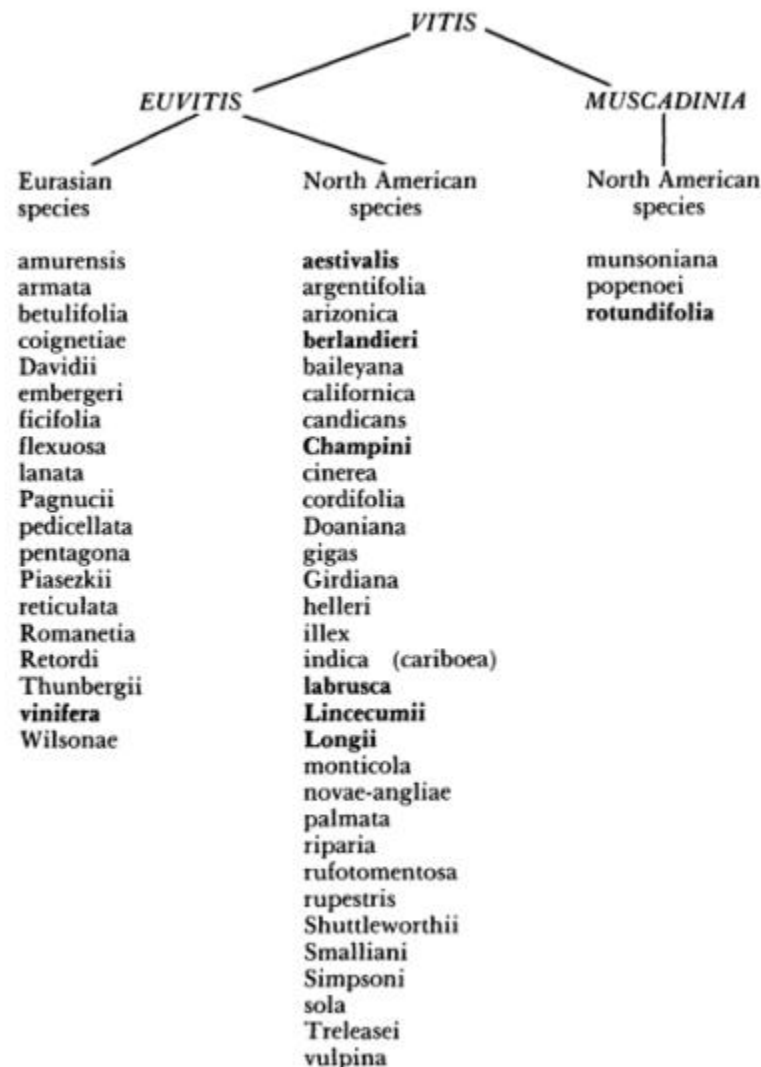 VITIS
EUVITIS
MUSCADINIA
Eurasian
species
amurensis
armata
betulifolia
coignetiae
Davidii
embergeri
ficifolia
flexuosa
lanata
Pagnucii
pedicellata
pentagona
Piasezkii
reticulata
Romanetia
Retordi
Thunbergii
vinifera
Wilsonae
North American
species
aestivalis
argentifolia
arizonica
berlandieri
baileyana
californica
candicans
Champini
cinerea
cordifolia
Doaniana
gigas
Girdiana
helleri
illex
indica (cariboea)
labrusca
Lincecumii
Longii
monticola
novae-angliae
palmata
riparia
rufotomentosa
rupestris
Shuttleworthii
Smalliani
Simpsoni
sola
Treleasei
vulpina
North American
species
munsoniana
popenoei
rotundifolia